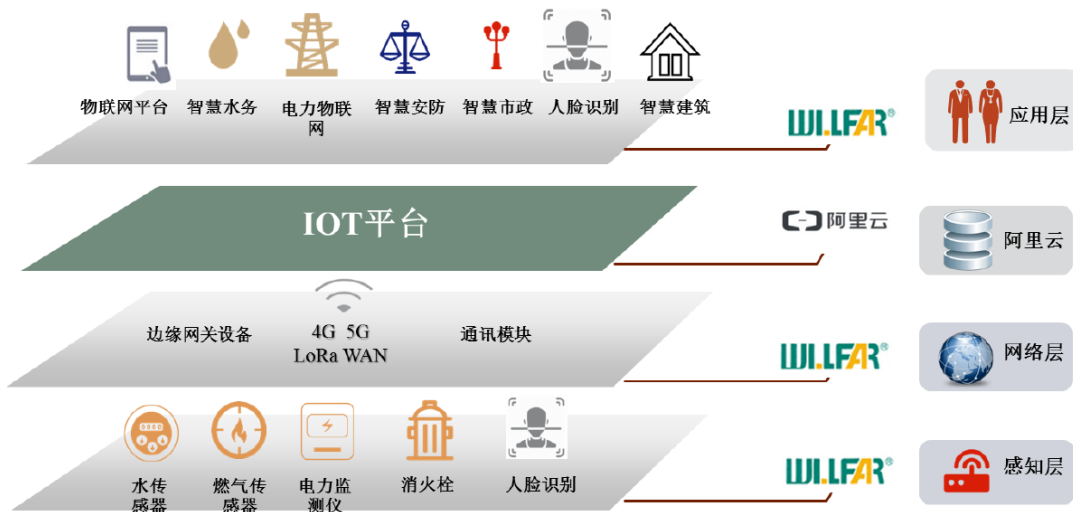 物联网平台
智慧水务
电力物联
网
智慧安防
智慧市政
人脸识别
智慧建筑
WILLFAR®
应用层
IOT平台
阿里云
阿里云
边缘网关设备
4G 5G
LoRa WAN
通讯模块
WILLFAR®
网络层
水传
感器
燃气传
感器
电力监
测仪
消火栓
人脸识别
WILLFAR®
感知层